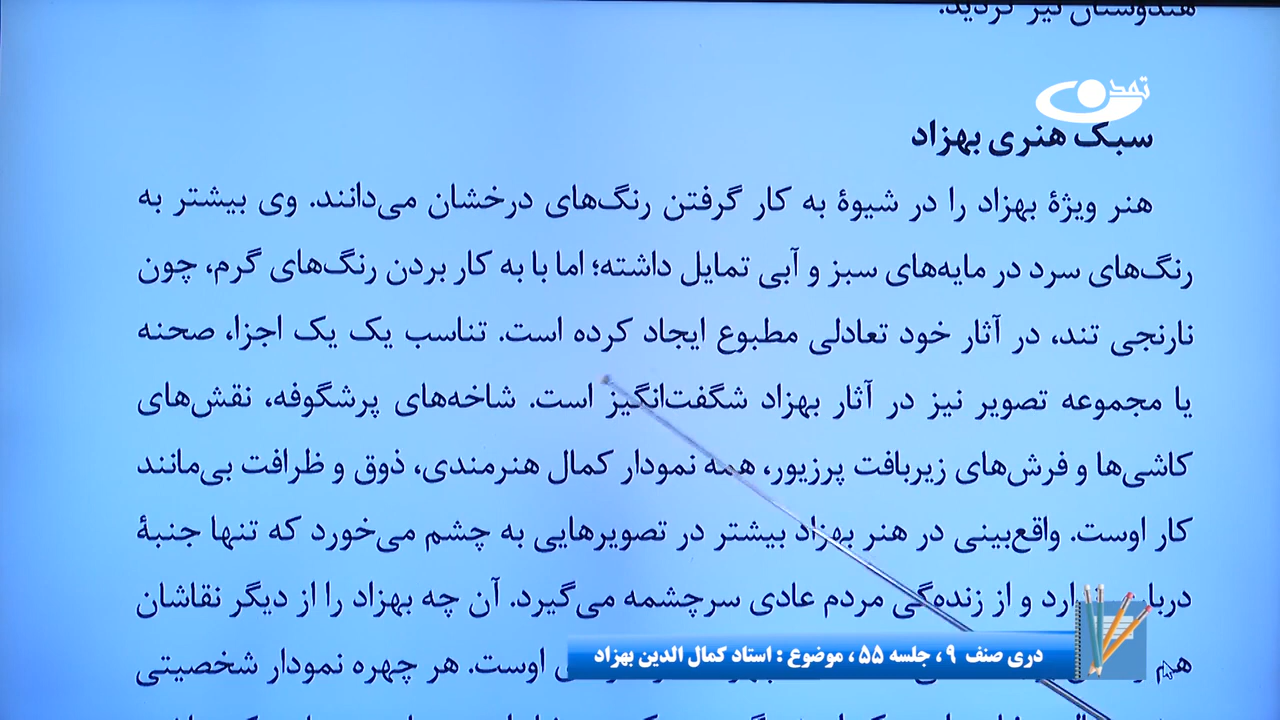 هندوستان نیز گردید.
تمدن
سبک هنری بهزاد
هنر ویژهٔ بهزاد را در شیوهٔ به کار گرفتن رنگ‌های درخشان می‌دانند. وی بیشتر به
رنگ‌های سرد در مایه‌های سبز و آبی تمایل داشته؛ اما با به کار بردن رنگ‌های گرم، چون
نارنجی تند، در آثار خود تعادلی مطبوع ایجاد کرده است. تناسب یک یک اجزا، صحنه
یا مجموعه تصویر نیز در آثار بهزاد شگفت‌انگیز است. شاخه‌های پرشگوفه، نقش‌های
کاشی‌ها و فرش‌های زیربافت پرزیور، همه نمودار کمال هنرمندی، ذوق و ظرافت بی‌مانند
کار اوست. واقع‌بینی در هنر بهزاد بیشتر در تصویرهایی به چشم می‌خورد که تنها جنبهٔ
و از زنده‌گی مردم عادی سرچشمه می‌گیرد. آن چه بهزاد را از دیگر نقاشان
اوست. هر چهره نمودار شخصیتی
دری صنف ۹ ، جلسه ۵۵ ، موضوع : استاد کمال الدین بهزاد